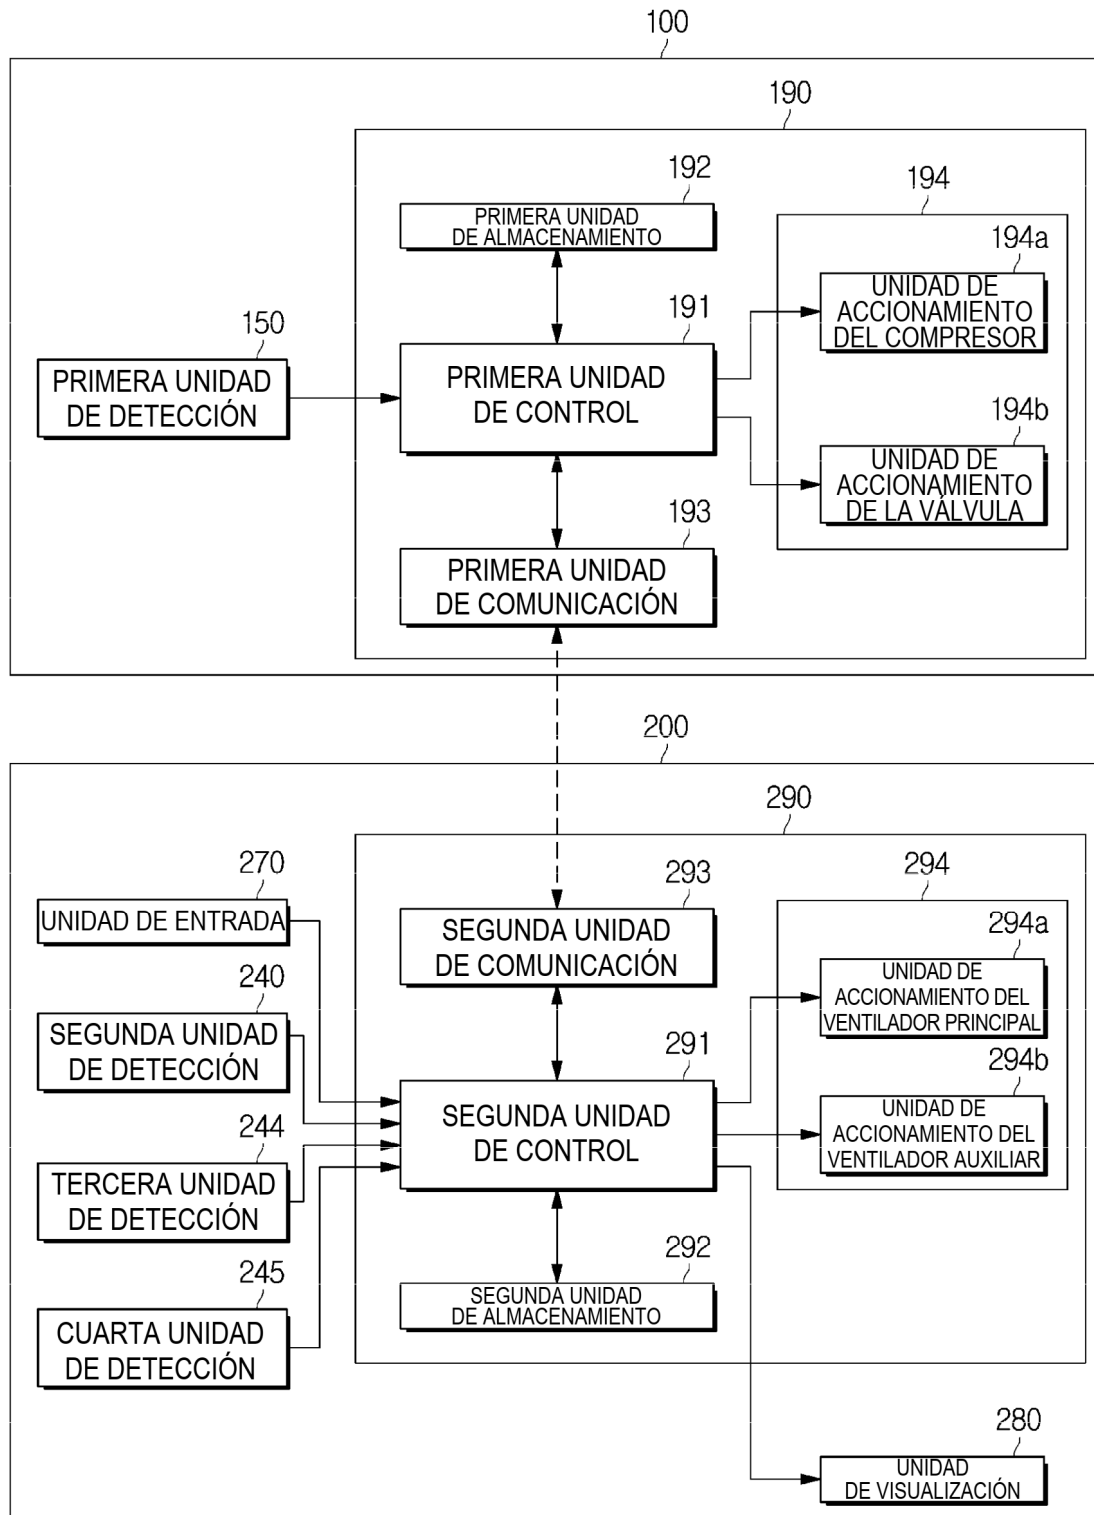 100
190
192
PRIMERA UNIDAD
DE ALMACENAMIENTO
194
194a
UNIDAD DE
ACCIONAMIENTO
DEL COMPRESOR
150
PRIMERA UNIDAD
DE DETECCIÓN
191
PRIMERA UNIDAD
DE CONTROL
194b
UNIDAD DE
ACCIONAMIENTO
DE LA VÁLVULA
193
PRIMERA UNIDAD
DE COMUNICACIÓN
200
290
270
UNIDAD DE ENTRADA
293
SEGUNDA UNIDAD
DE COMUNICACIÓN
294
294a
UNIDAD DE
ACCIONAMIENTO DEL
VENTILADOR PRINCIPAL
240
SEGUNDA UNIDAD
DE DETECCIÓN
291
SEGUNDA UNIDAD
DE CONTROL
294b
UNIDAD DE
ACCIONAMIENTO DEL
VENTILADOR AUXILIAR
244
TERCERA UNIDAD
DE DETECCIÓN
245
CUARTA UNIDAD
DE DETECCIÓN
292
SEGUNDA UNIDAD
DE ALMACENAMIENTO
280
UNIDAD
DE VISUALIZACIÓN